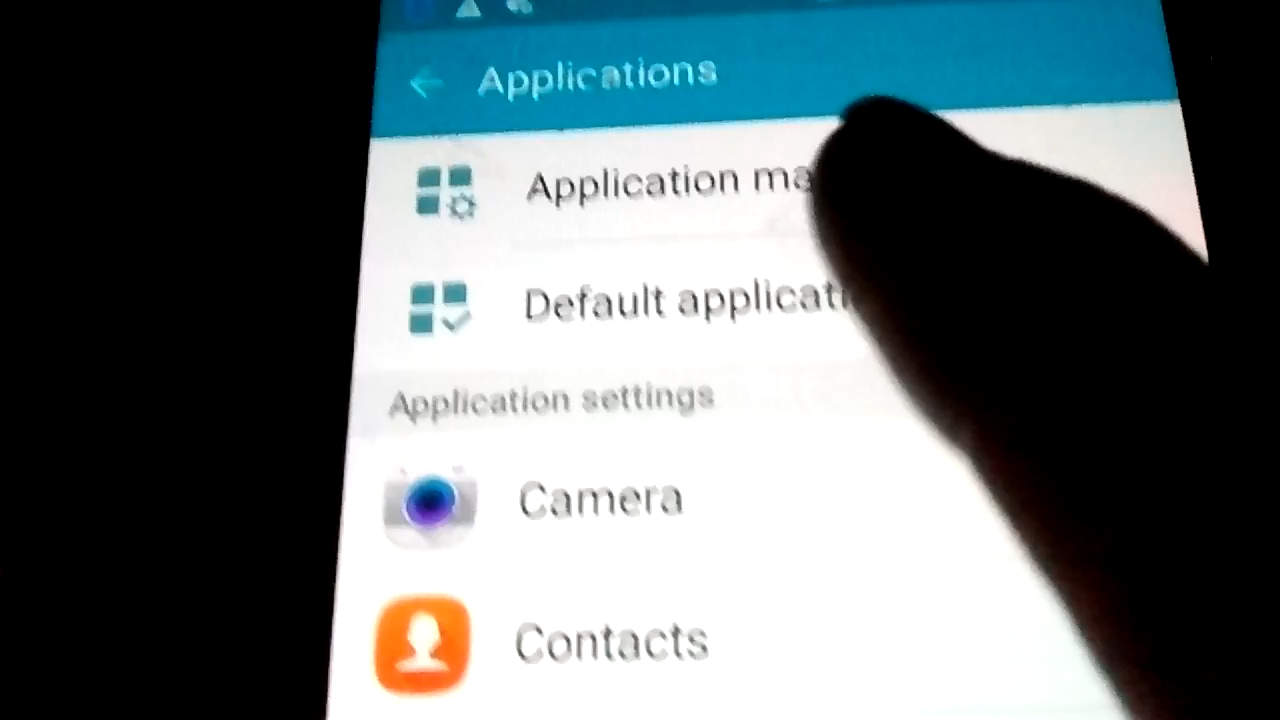 Applications
Application ma
Default applicati
Application settings
Camera
Contacts